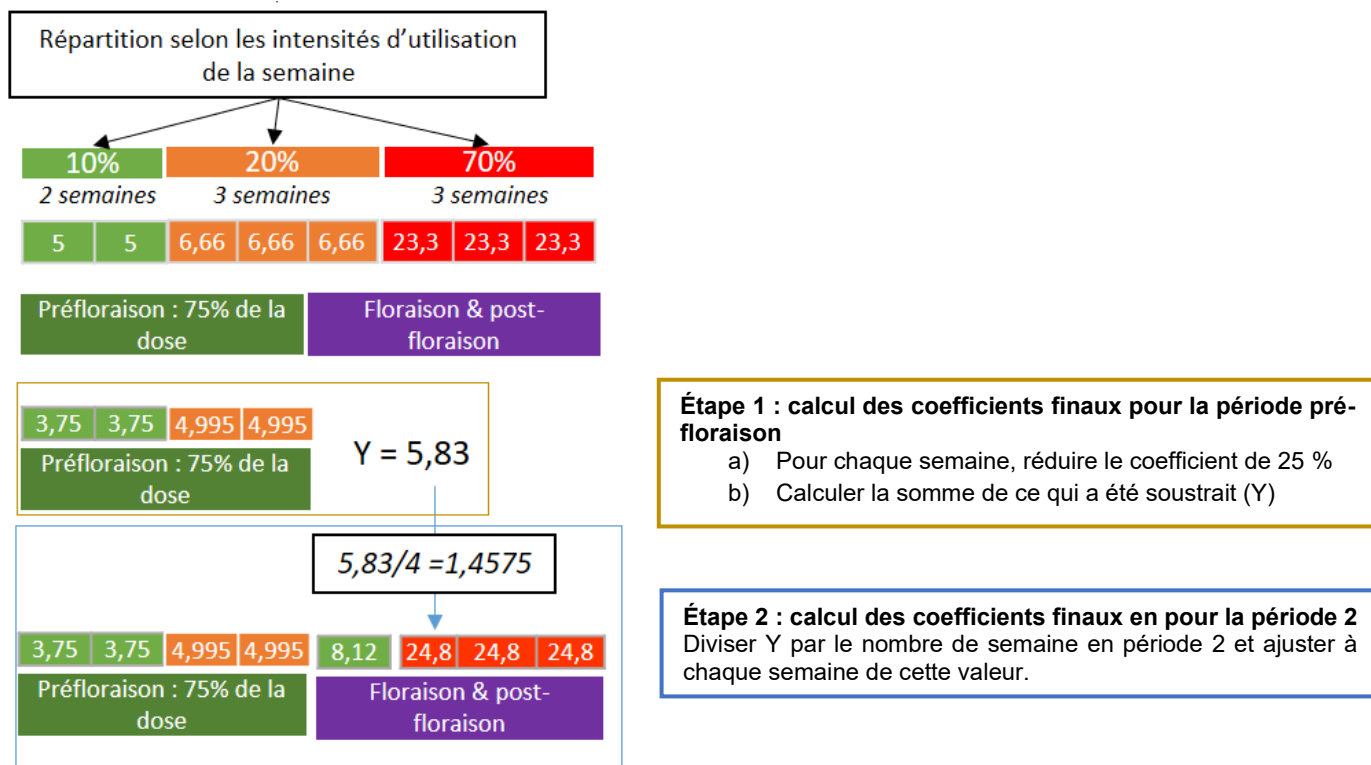 Répartition selon les intensités d'utilisation
de la semaine
10% 20% 70%
2 semaines 3 semaines 3 semaines
5 5 6,66 6,66 6,66 23,3 23,3 23,3
Préfloraison : 75% de la
dose
Floraison & post-
floraison
3,75 3,75 4,995 4,995
Préfloraison : 75% de la
dose
Y = 5,83
Étape 1 : calcul des coefficients finaux pour la période pré-
floraison
a) Pour chaque semaine, réduire le coefficient de 25 %
b) Calculer la somme de ce qui a été soustrait (Y)
5,83/4 =1,4575
3,75 3,75 4,995 4,995 8,12 24,8 24,8 24,8
Préfloraison : 75% de la
dose
Floraison & post-
floraison
Étape 2 : calcul des coefficients finaux en pour la période 2
Diviser Y par le nombre de semaine en période 2 et ajuster à
chaque semaine de cette valeur.